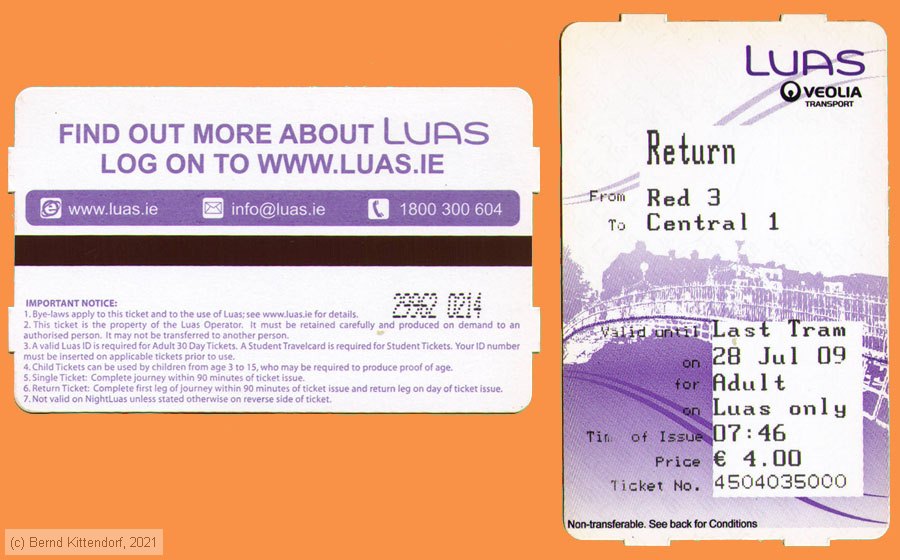 FIND OUT MORE ABOUT LUAS
LOG ON TO WWW.LUAS.IE
www.luas.ie info@luas.ie 1800 300 604
IMPORTANT NOTICE:
29962 0214
1. Bye-laws apply to this ticket and to the use of Luas; see www.luas.ie for details.
2. This ticket is the property of the Luas Operator. It must be retained carefully and produced on demand to an
authorised person. It may not be transferred to another person.
3. A valid Luas ID is required for Adult 30 Day Tickets. A Student Travelcard is required for Student Tickets. Your ID number
must be inserted on applicable tickets prior to use.
4. Child Tickets can be used by children from age 3 to 15, who may be required to produce proof of age.
5. Single Ticket: Complete journey within 90 minutes of ticket issue.
6. Return Ticket: Complete first leg of journey within 90 minutes of ticket issue and return leg on day of ticket issue.
7. Not valid on NightLuas unless stated otherwise on reverse side of ticket.
(c) Bernd Kittendorf, 2021
LUAS
VEOLIA
TRANSPORT
Return
From Red 3
To Central 1
Valid until Last Tram
on 28 Jul 09
for Adult
on Luas only
Tim of Issue 07:46
Price € 4.00
Ticket No. 4504035000
Non-transferable. See back for Conditions